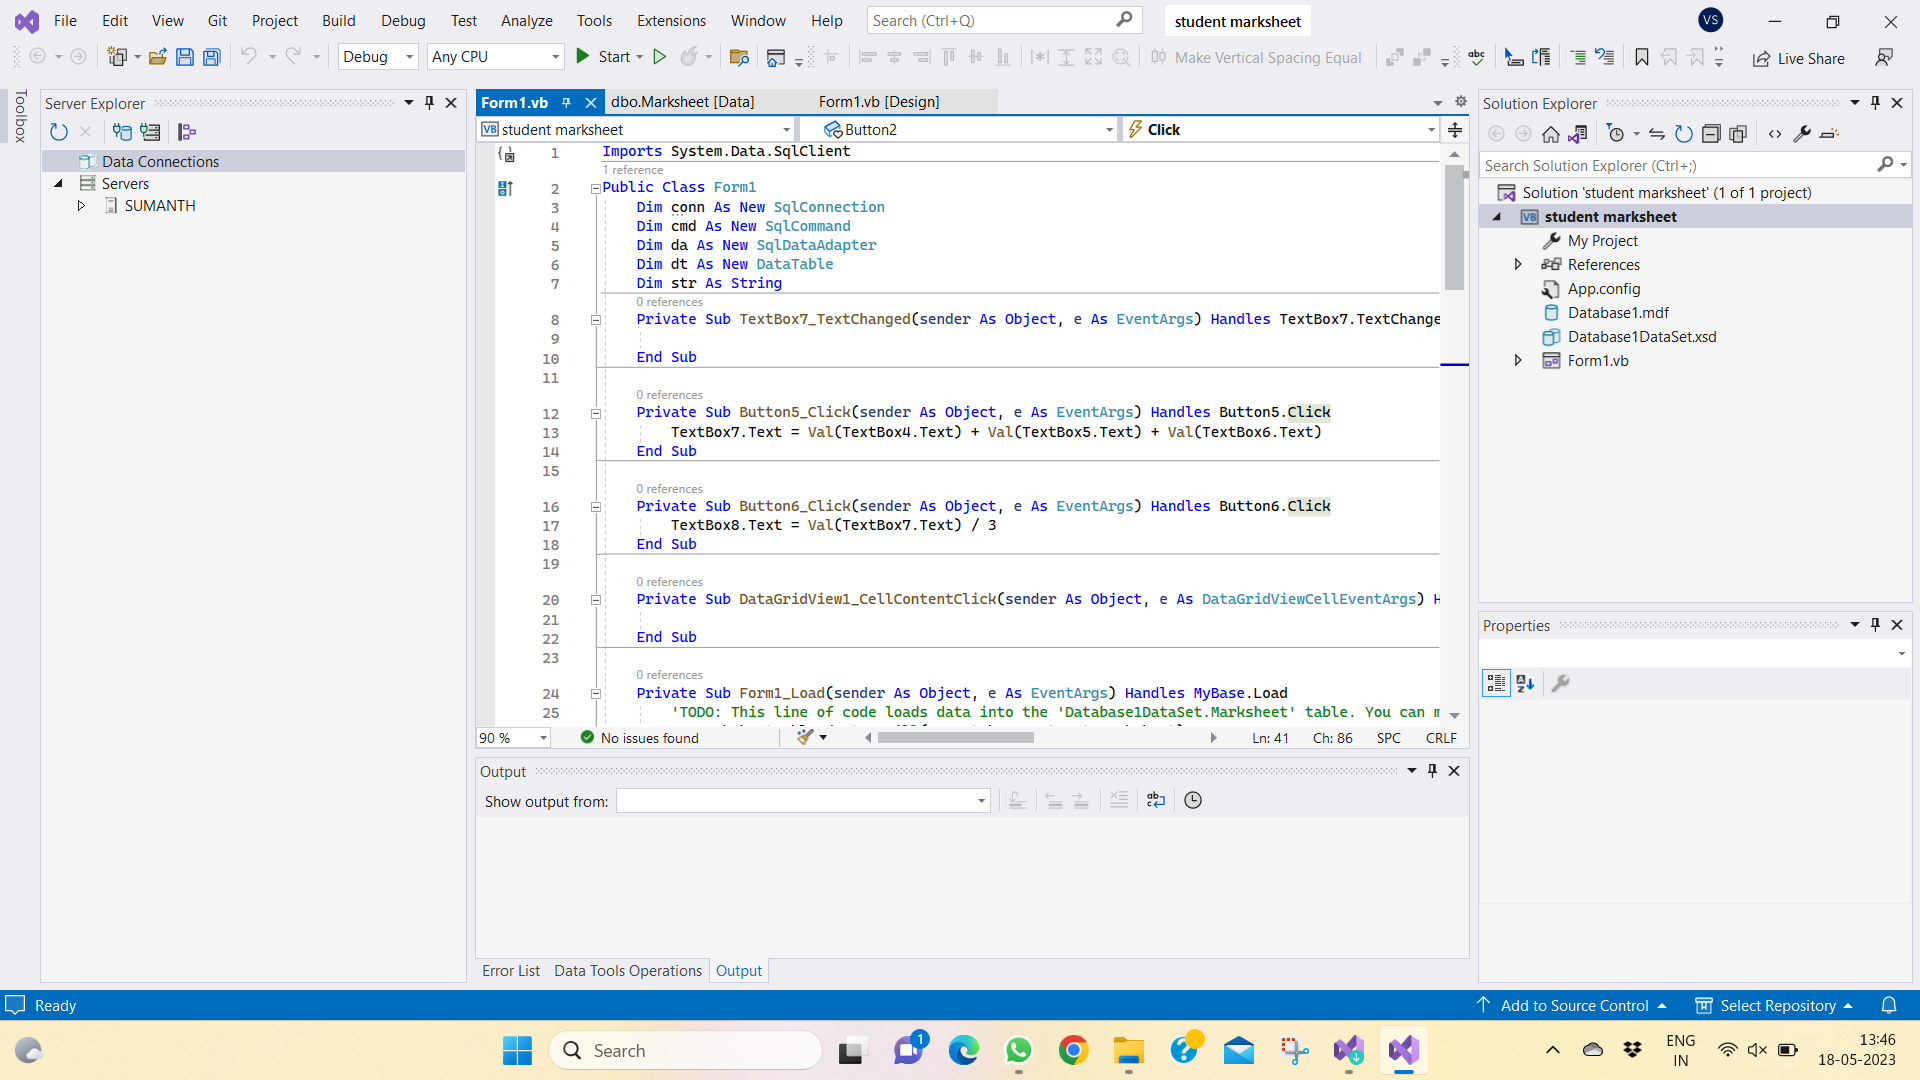 File Edit View Git Project Build Debug Test Analyze Tools Extensions Window Help Search (Ctrl+Q) student marksheet VS
Debug Any CPU Start Make Vertical Spacing Equal abc Live Share
Toolbox
Server Explorer
Data Connections
Servers
SUMANTH
Form1.vb dbo.Marksheet [Data] Form1.vb [Design]
VB student marksheet Button2 Click
1 Imports System.Data.SqlClient
1 reference
2 Public Class Form1
3 Dim conn As New SqlConnection
4 Dim cmd As New SqlCommand
5 Dim da As New SqlDataAdapter
6 Dim dt As New DataTable
7 Dim str As String
0 references
8 Private Sub TextBox7_TextChanged(sender As Object, e As EventArgs) Handles TextBox7.TextChange
9
10 End Sub
11
0 references
12 Private Sub Button5_Click(sender As Object, e As EventArgs) Handles Button5.Click
13 TextBox7.Text = Val(TextBox4.Text) + Val(TextBox5.Text) + Val(TextBox6.Text)
14 End Sub
15
0 references
16 Private Sub Button6_Click(sender As Object, e As EventArgs) Handles Button6.Click
17 TextBox8.Text = Val(TextBox7.Text) / 3
18 End Sub
19
0 references
20 Private Sub DataGridView1_CellContentClick(sender As Object, e As DataGridViewCellEventArgs) H
21
22 End Sub
23
0 references
24 Private Sub Form1_Load(sender As Object, e As EventArgs) Handles MyBase.Load
25 'TODO: This line of code loads data into the 'Database1DataSet.Marksheet' table. You can m
90 % No issues found Ln: 41 Ch: 86 SPC CRLF
Output
Show output from:
Error List Data Tools Operations Output
Solution Explorer
Search Solution Explorer (Ctrl+;)
Solution 'student marksheet' (1 of 1 project)
VB student marksheet
My Project
References
App.config
Database1.mdf
Database1DataSet.xsd
Form1.vb
Properties
Ready Add to Source Control Select Repository
Search 1 ENG IN 13:46 18-05-2023